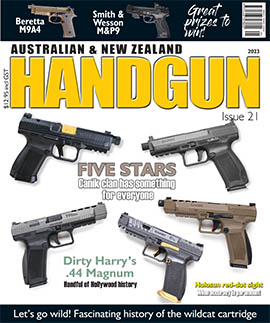 Beretta
M9A4
Smith &
Wesson
M&P9
Great
prizes to
win!
AUSTRALIAN & NEW ZEALAND
2023
HANDGUN
$12.95 incl GST
Issue 21
FIVE STARS
Canik clan has something
for everyone
Dirty Harry's
.44 Magnum
Handful of Hollywood history
Holosun red-dot sight
Let's go wild! Fascinating history of the wildcat cartridge